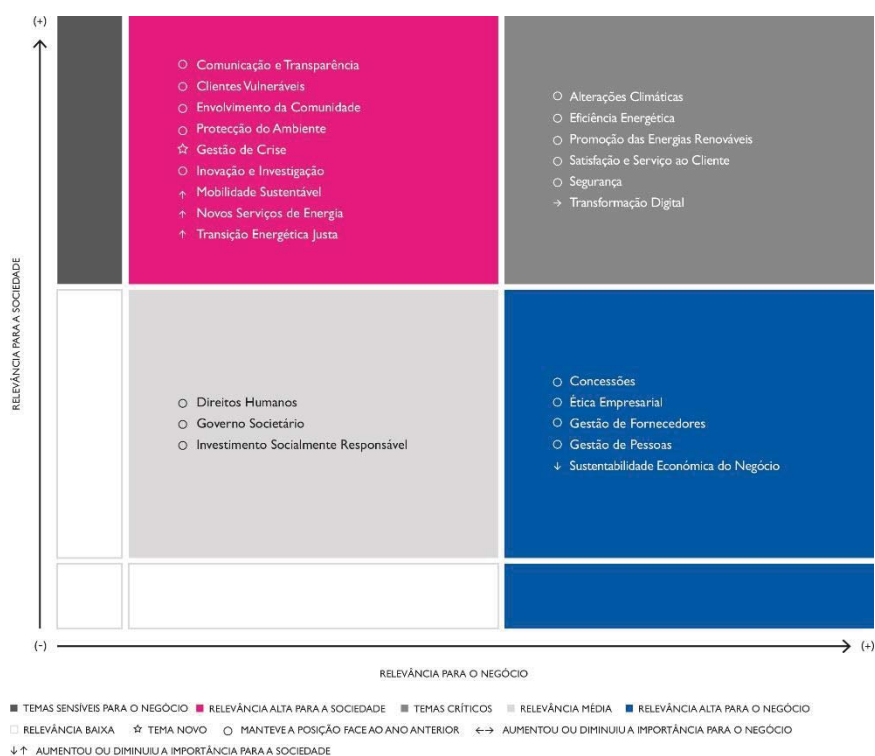 (+)
○ Comunicação e Transparência
○ Clientes Vulneráveis
○ Envolvimento da Comunidade
○ Protecção do Ambiente
☆ Gestão de Crise
○ Inovação e Investigação
↑ Mobilidade Sustentável
↑ Novos Serviços de Energia
↑ Transição Energética Justa
○ Alterações Climáticas
○ Eficiência Energética
○ Promoção das Energias Renováveis
○ Satisfação e Serviço ao Cliente
○ Segurança
→ Transformação Digital
RELEVÂNCIA PARA A SOCIEDADE
○ Direitos Humanos
○ Governo Societário
○ Investimento Socialmente Responsável
○ Concessões
○ Ética Empresarial
○ Gestão de Fornecedores
○ Gestão de Pessoas
↓ Sustentabilidade Económica do Negócio
(-)
(+)
RELEVÂNCIA PARA O NEGÓCIO
■ TEMAS SENSÍVEIS PARA O NEGÓCIO ■ RELEVÂNCIA ALTA PARA A SOCIEDADE ■ TEMAS CRÍTICOS ■ RELEVÂNCIA MÉDIA ■ RELEVÂNCIA ALTA PARA O NEGÓCIO
□ RELEVÂNCIA BAIXA ☆ TEMA NOVO ○ MANTEVE A POSIÇÃO FACE AO ANO ANTERIOR ←→ AUMENTOU OU DIMINUIU A IMPORTÂNCIA PARA O NEGÓCIO
↓↑ AUMENTOU OU DIMINUIU A IMPORTÂNCIA PARA A SOCIEDADE